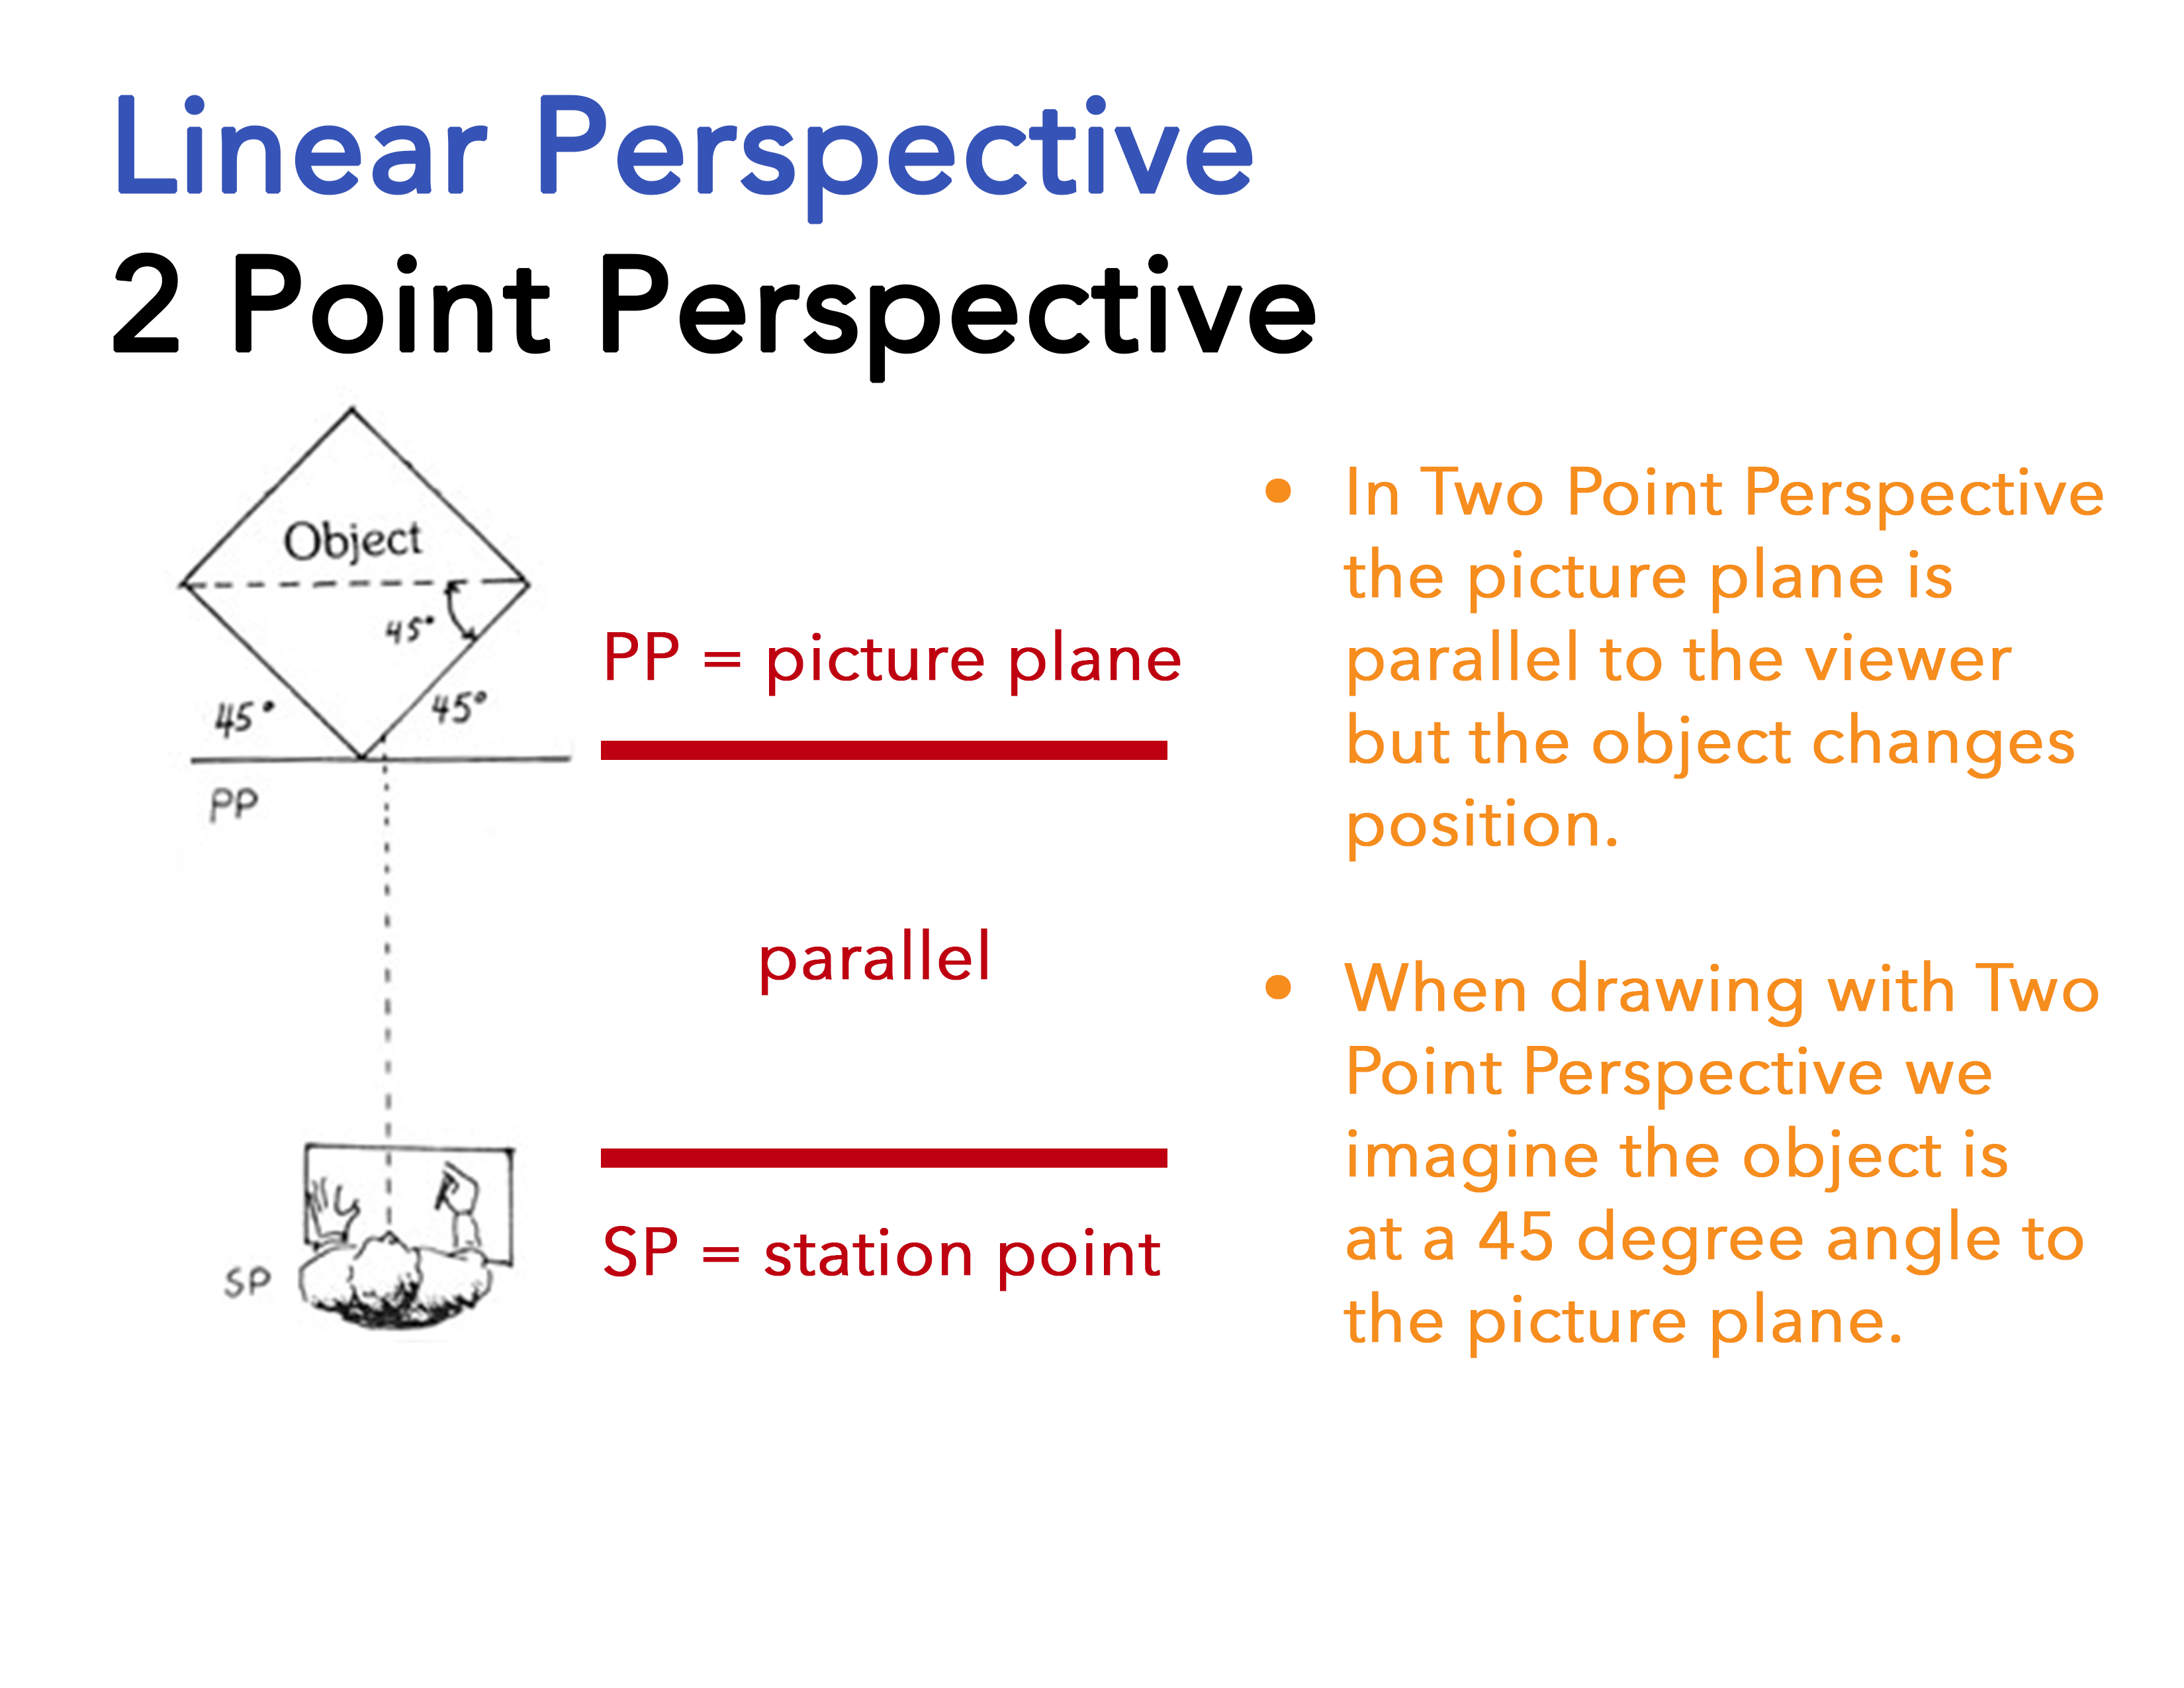 Linear Perspective
2 Point Perspective
Object
45°
45°
45°
PP
SP
PP = picture plane
parallel
SP = station point
• In Two Point Perspective
the picture plane is
parallel to the viewer
but the object changes
position.
• When drawing with Two
Point Perspective we
imagine the object is
at a 45 degree angle to
the picture plane.